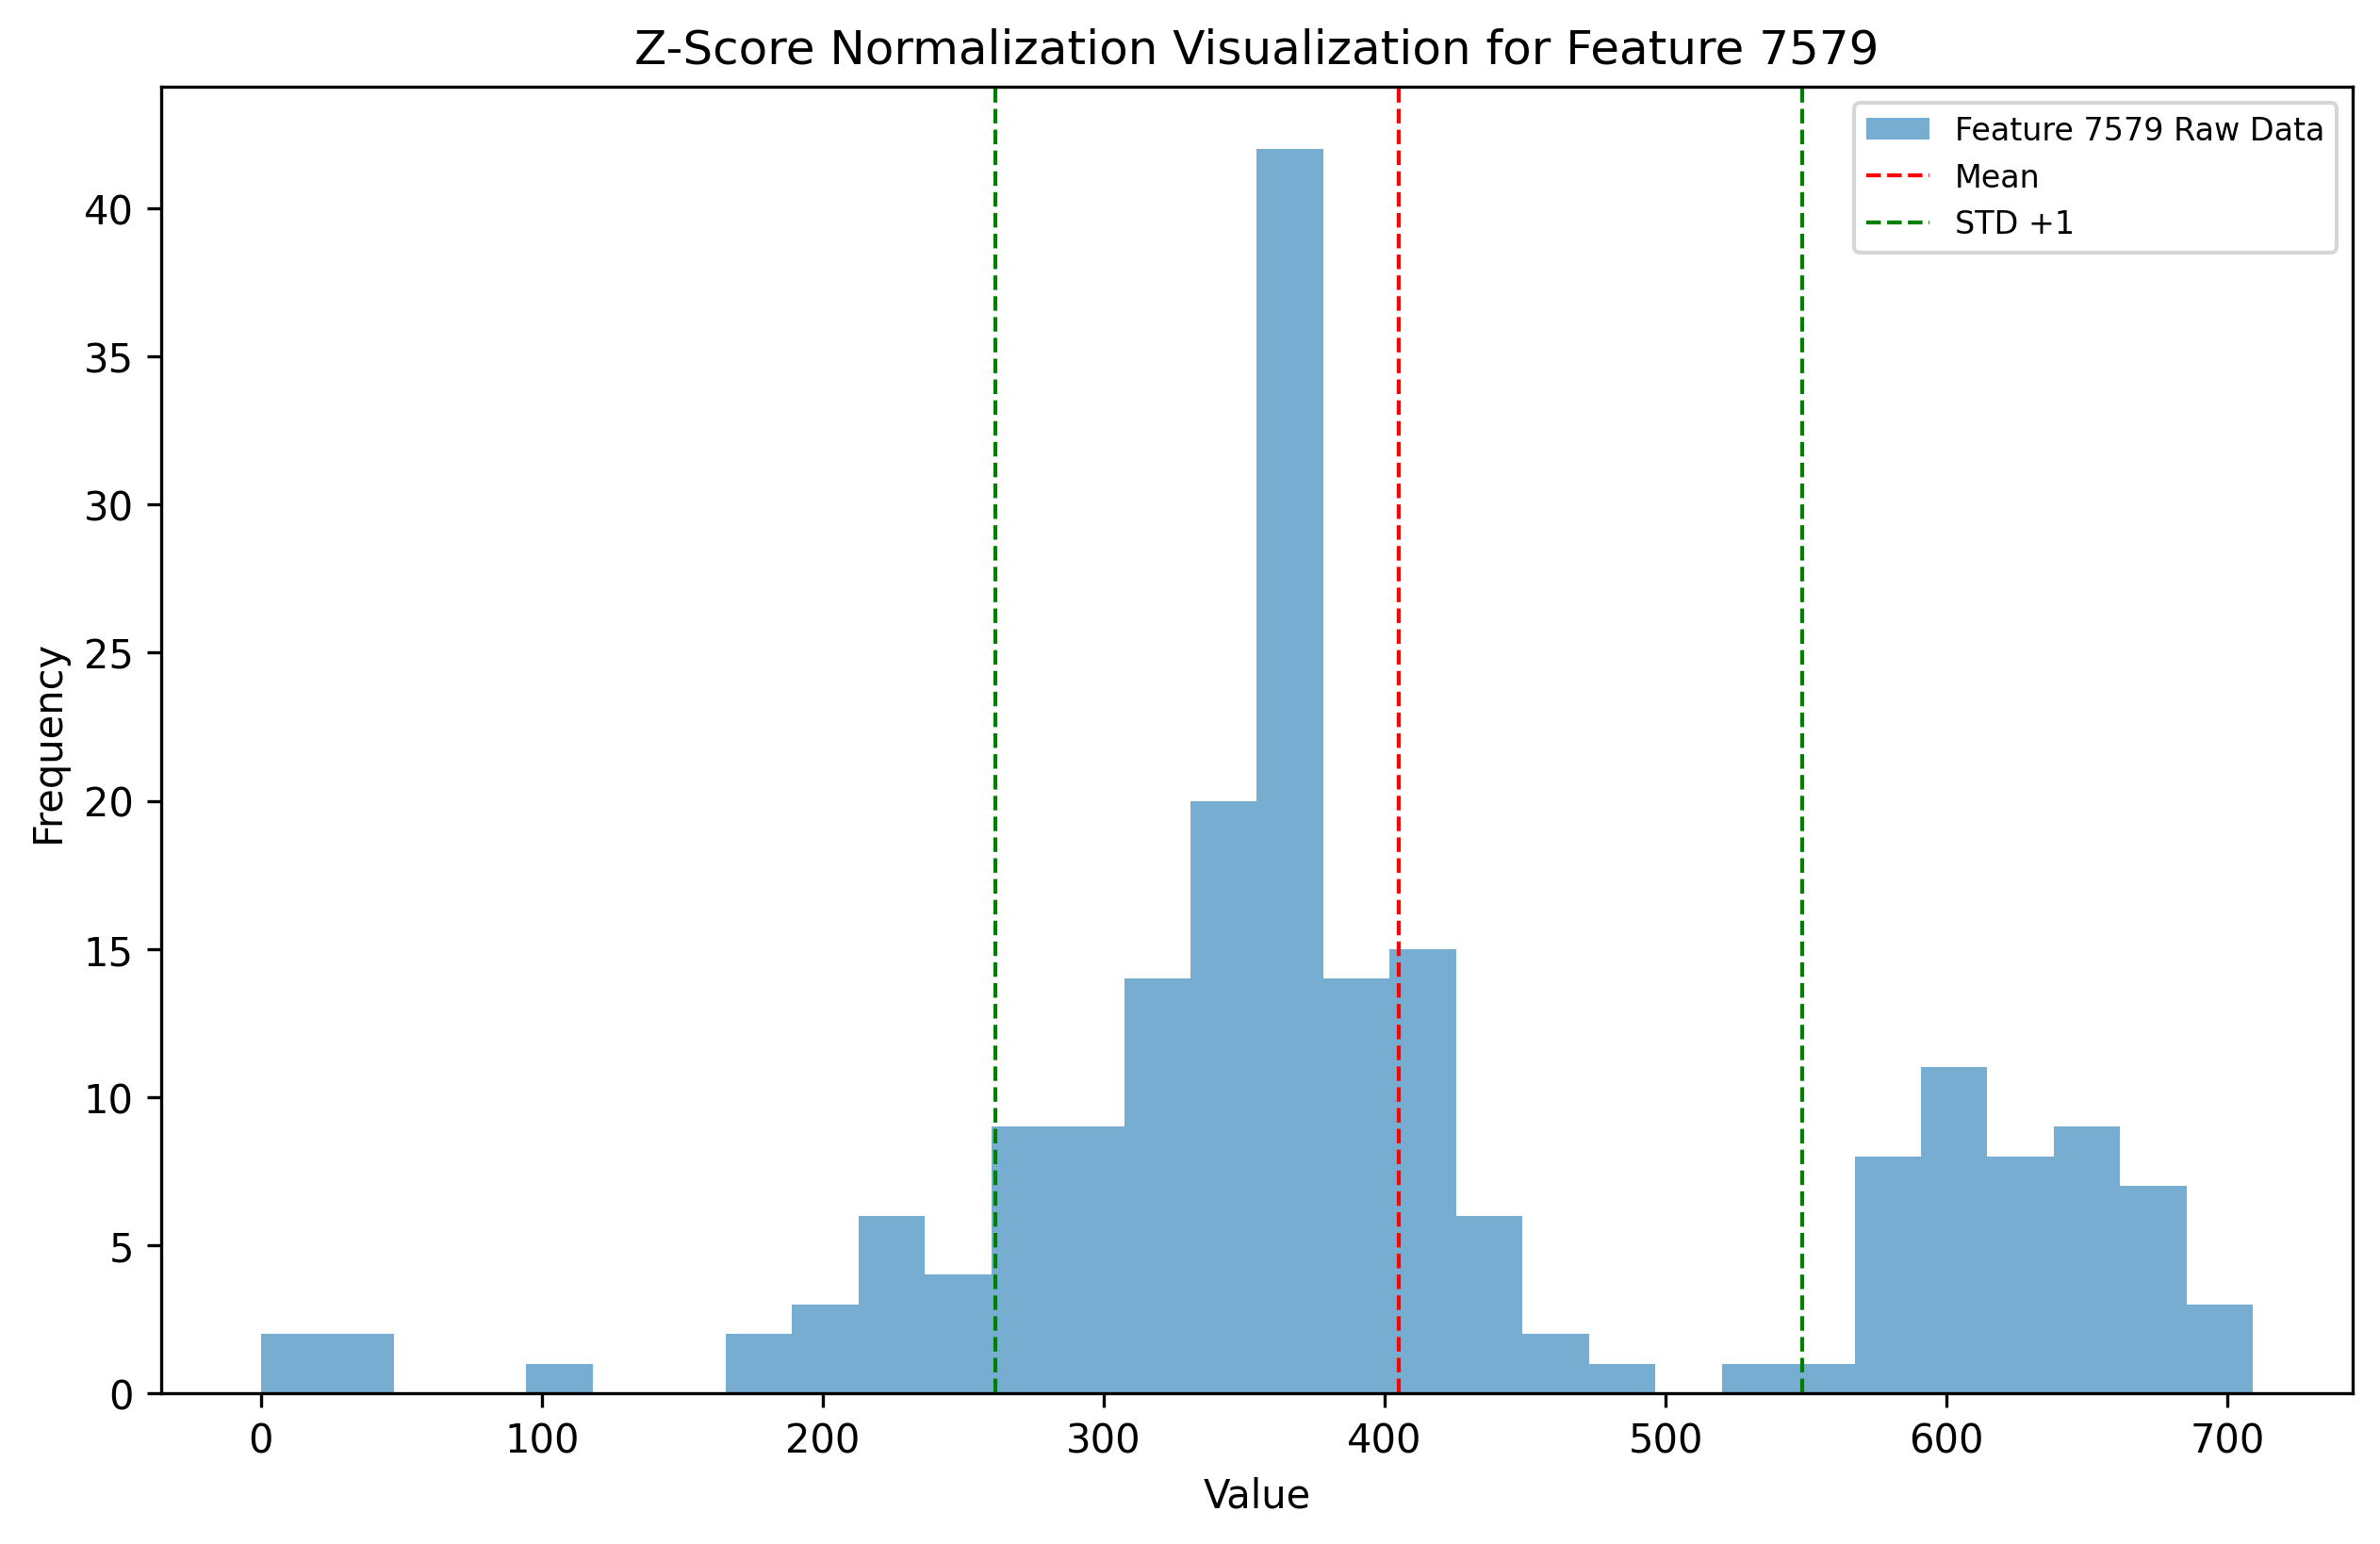 Z-Score Normalization Visualization for Feature 7579
Feature 7579 Raw Data
Mean
STD +1
Frequency
40
35
30
25
20
15
10
5
0
0 100 200 300 400 500 600 700
Value